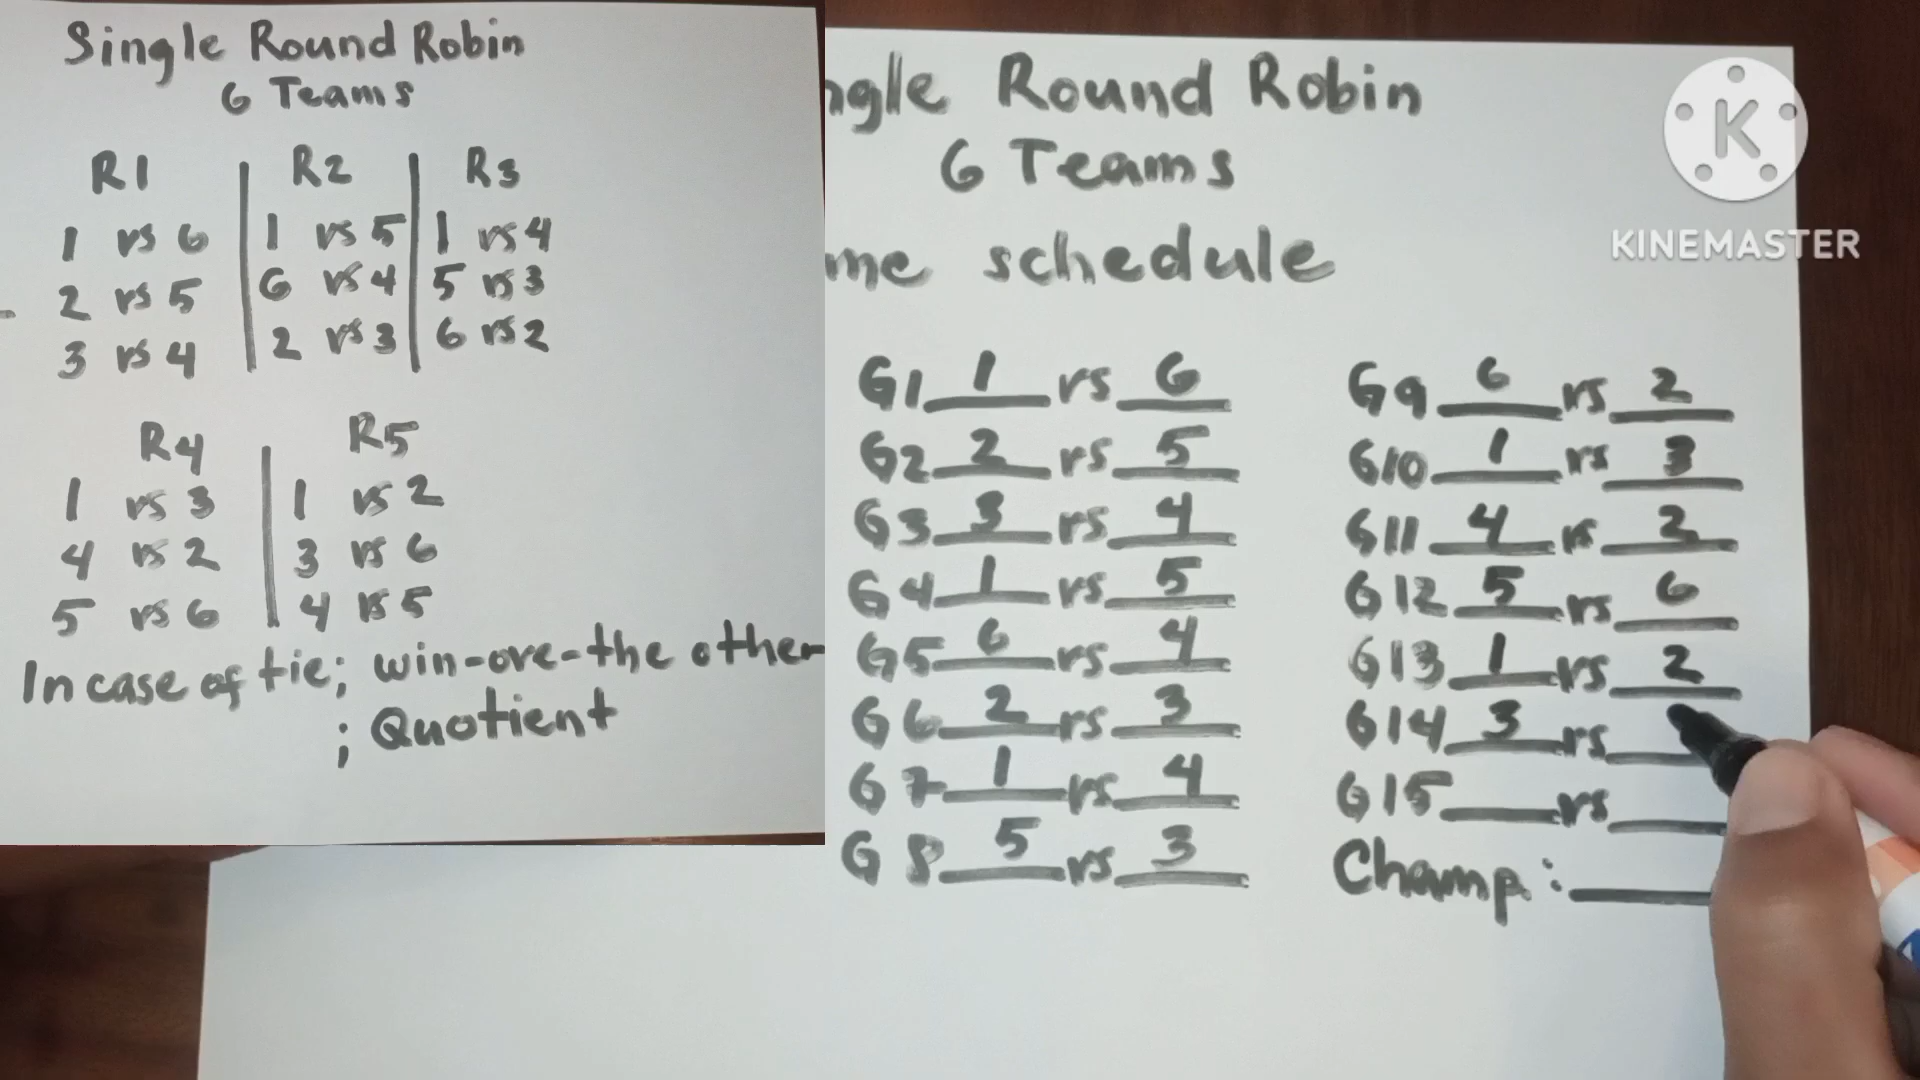 Single Round Robin
6 Teams
R1 R2 R3
1 vs 6 1 vs 5 1 vs 4
2 vs 5 6 vs 4 5 vs 3
3 vs 4 2 vs 3 6 vs 2
R4 R5
1 vs 3 1 vs 2
4 vs 2 3 vs 6
5 vs 6 4 vs 5
In case of tie; win-ove-the other
; Quotient
ngle Round Robin
6 Teams
me schedule
G1 1 vs 6
G2 2 vs 5
G3 3 vs 4
G4 1 vs 5
G5 6 vs 4
G6 2 vs 3
G7 1 vs 4
G8 5 vs 3
G9 6 vs 2
G10 1 vs 3
G11 4 vs 2
G12 5 vs 6
G13 1 vs 2
G14 3 vs
G15 vs
Champ:
K
KINEMASTER